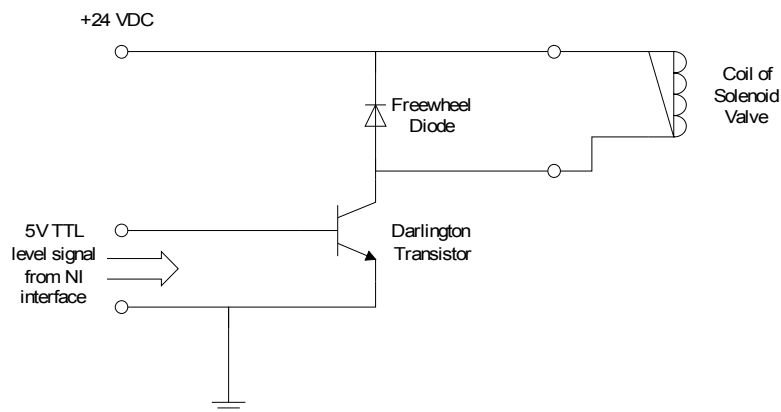 +24 VDC
Freewheel
Diode
Coil of
Solenoid
Valve
5V TTL
level signal
from NI
interface
Darlington
Transistor